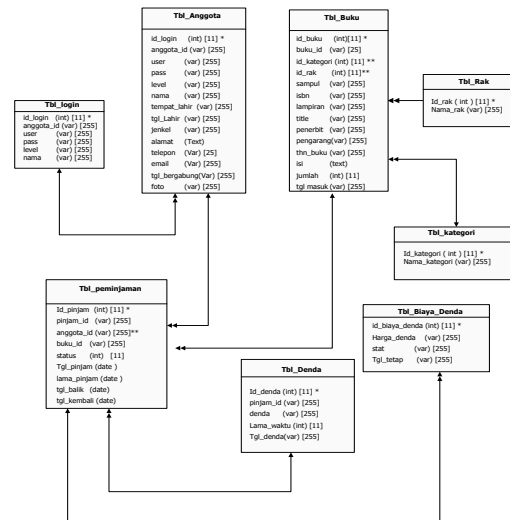 Tbl_Anggota
id_login (int) [11] *
anggota_id (var) [255]
user (var) [255]
pass (var) [255]
level (var) [255]
nama (var) [255]
tempat_lahir (var) [255]
tgl_Lahir (var) [255]
jenkel (var) [255]
alamat (Text)
telepon (Var) [25]
email (Var) [255]
tgl_bergabung(Var) [255]
foto (Var) [255]
Tbl_Buku
id_buku (int)[11] *
buku_id (var) [25]
id_kategori (int) [11] **
id_rak (int) [11]**
sampul (var) [255]
isbn (var) [255]
lampiran (var) [255]
title (var) [255]
penerbit (var) [255]
pengarang(var) [255]
thn_buku (var) [255]
isi (text)
jumlah (int) [11]
tgl masuk(var) [255]
Tbl_Rak
Id_rak ( int ) [11] *
Nama_rak (var) [255]
Tbl_login
id_login (int) [11] *
anggota_id (var) [255]
user (var) [255]
pass (var) [255]
level (var) [255]
nama (var) [255]
Tbl_kategori
Id_kategori ( int ) [11] *
Nama_kategori (var) [255]
Tbl_peminjaman
Id_pinjam (int) [11] *
pinjam_id (var) [255]
anggota_id (var) [255]**
buku_id (var) [255]
status (int) [11]
Tgl_pinjam (date )
lama_pinjam (date )
tgl_balik (date)
tgl_kembali (date)
Tbl_Biaya_Denda
id_biaya_denda (int) [11] *
Harga_denda (var) [255]
stat (var) [255]
Tgl_tetap (var) [255]
Tbl_Denda
Id_denda (int) [11] *
pinjam_id (var) [255]
denda (var) [255]
Lama_waktu (int) [11]
Tgl_denda(var) [255]